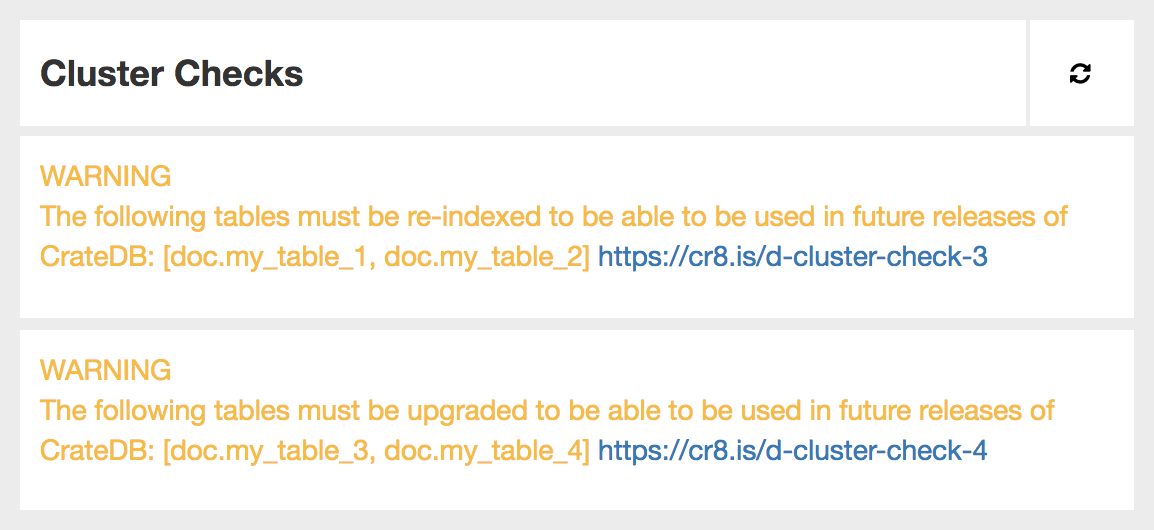 Cluster Checks
WARNING
The following tables must be re-indexed to be able to be used in future releases of
CrateDB: [doc.my_table_1, doc.my_table_2] https://cr8.is/d-cluster-check-3
WARNING
The following tables must be upgraded to be able to be used in future releases of
CrateDB: [doc.my_table_3, doc.my_table_4] https://cr8.is/d-cluster-check-4